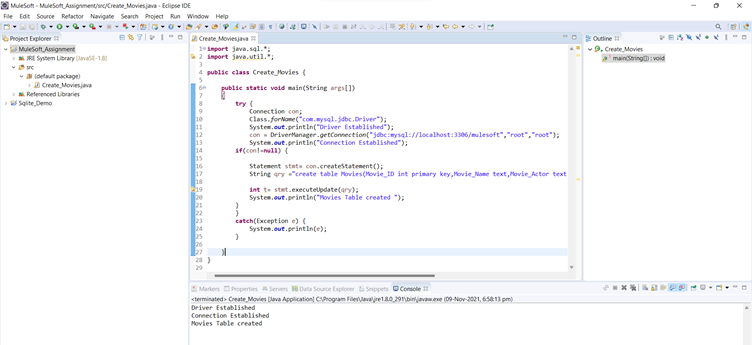 MuleSoft - MuleSoft_Assignment/src/Create_Movies.java - Eclipse IDE
File Edit Source Refactor Navigate Search Project Run Window Help
Project Explorer
MuleSoft_Assignment
JRE System Library [JavaSE-1.8]
src
(default package)
Create_Movies.java
Referenced Libraries
Sqlite_Demo
Create_Movies.java
1 import java.sql.*;
2 import java.util.*;
3
4 public class Create_Movies {
5
6 public static void main(String args[])
7 {
8 try {
9 Connection con;
10 Class.forName("com.mysql.jdbc.Driver");
11 System.out.println("Driver Established");
12 con = DriverManager.getConnection("jdbc:mysql://localhost:3306/mulesoft","root","root");
13 System.out.println("Connection Established");
14 if(con!=null) {
15
16 Statement stmt= con.createStatement();
17 String qry ="create table Movies(Movie_ID int primary key,Movie_Name text,Movie_Actor text
18
19 int t= stmt.executeUpdate(qry);
20 System.out.println("Movies Table created ");
21 }
22 }
23 catch(Exception e) {
24 System.out.println(e);
25 }
26
27 }
28 }
29
Outline
Create_Movies
main(String[]) : void
Markers Properties Servers Data Source Explorer Snippets Console
<terminated> Create_Movies [Java Application] C:\Program Files\Java\jre1.8.0_291\bin\javaw.exe (09-Nov-2021, 6:58:13 pm)
Driver Established
Connection Established
Movies Table created